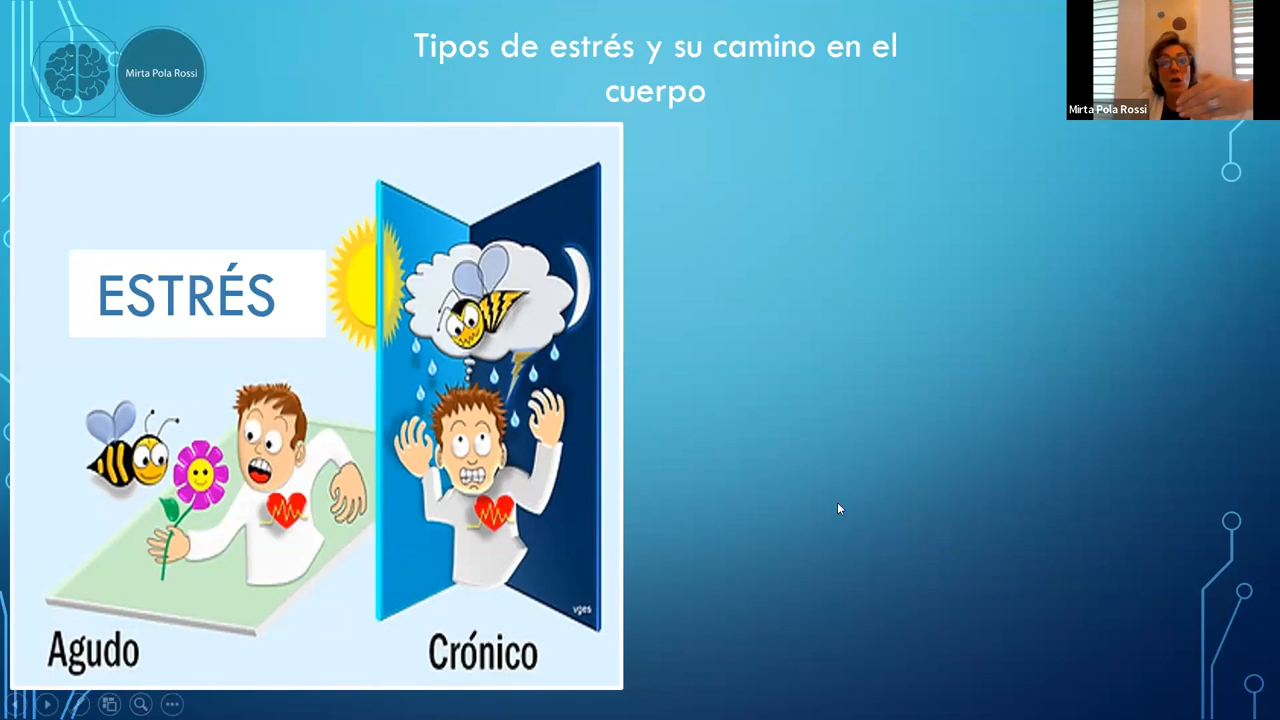 Mirta Pola Rossi
Tipos de estrés y su camino en el
cuerpo
Mirta Pola Rossi
ESTRÉS
vges
Agudo
Crónico